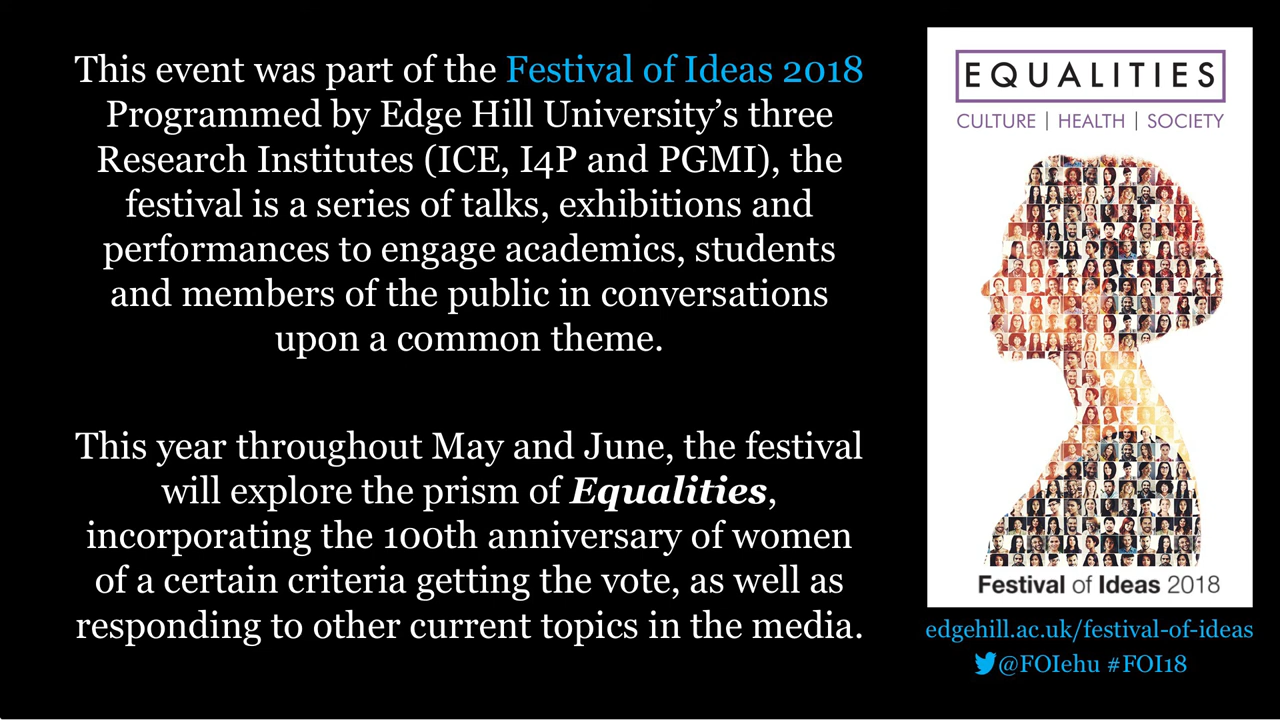 This event was part of the Festival of Ideas 2018
Programmed by Edge Hill University’s three
Research Institutes (ICE, I4P and PGMI), the
festival is a series of talks, exhibitions and
performances to engage academics, students
and members of the public in conversations
upon a common theme.
This year throughout May and June, the festival
will explore the prism of Equalities,
incorporating the 100th anniversary of women
of a certain criteria getting the vote, as well as
responding to other current topics in the media.
EQUALITIES
CULTURE | HEALTH | SOCIETY
Festival of Ideas 2018
edgehill.ac.uk/festival-of-ideas
@FOIehu #FOI18